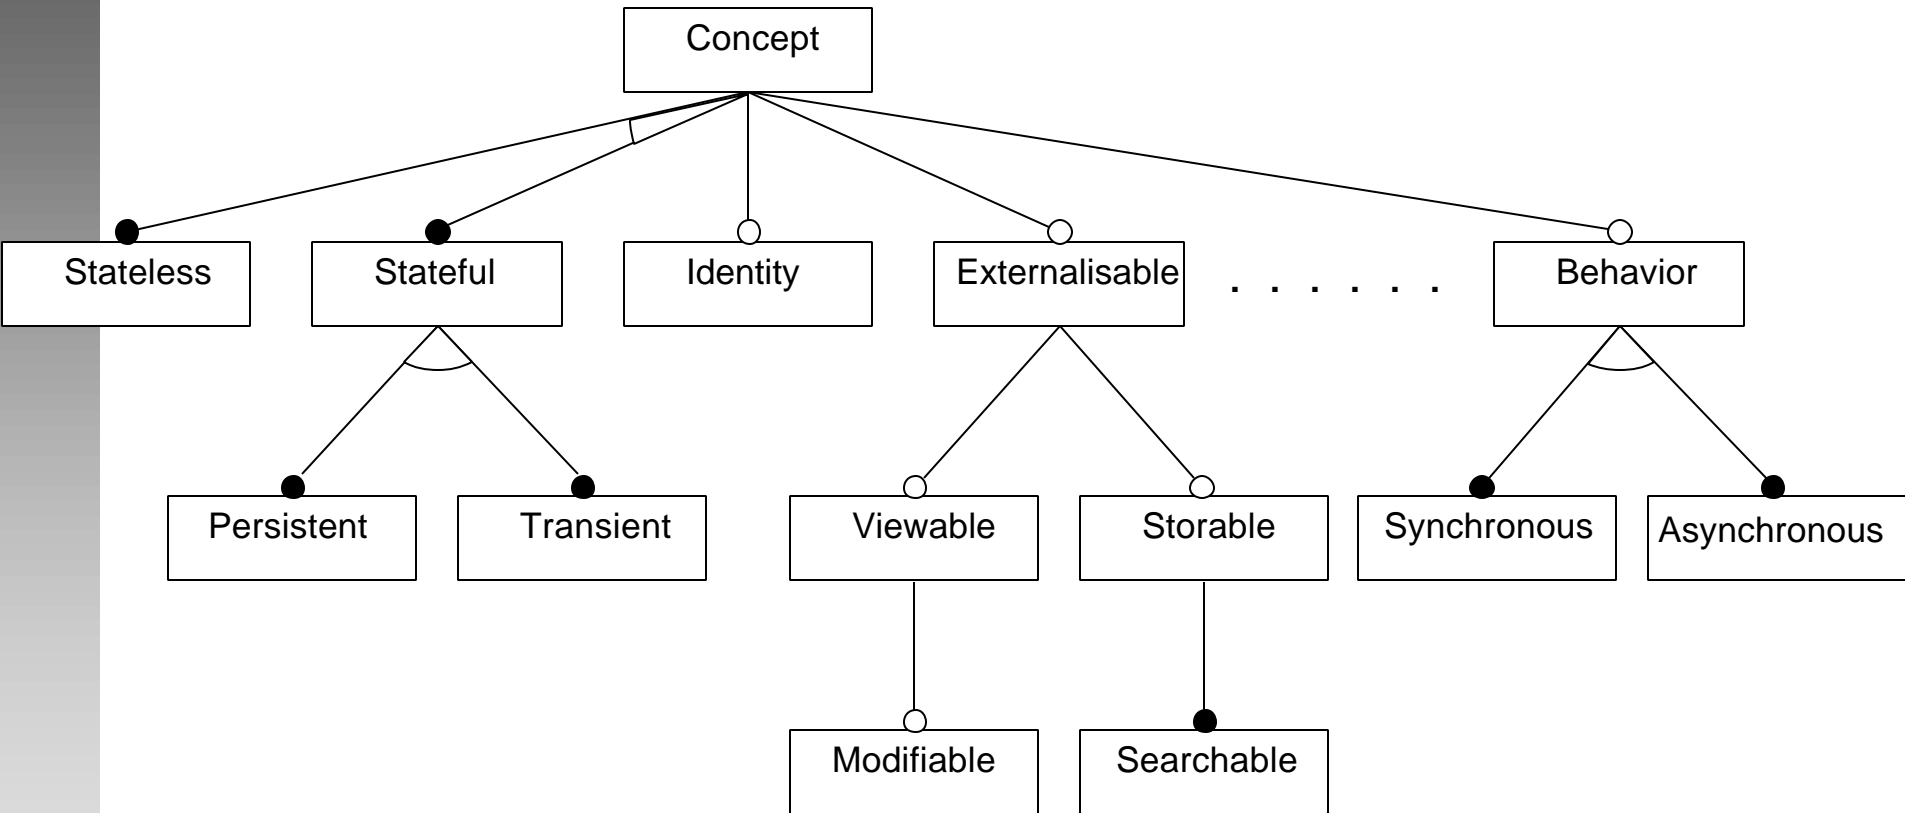 Concept
Stateless
Stateful
Identity
Externalisable
. . . . . .
Behavior
Persistent
Transient
Viewable
Storable
Synchronous
Asynchronous
Modifiable
Searchable